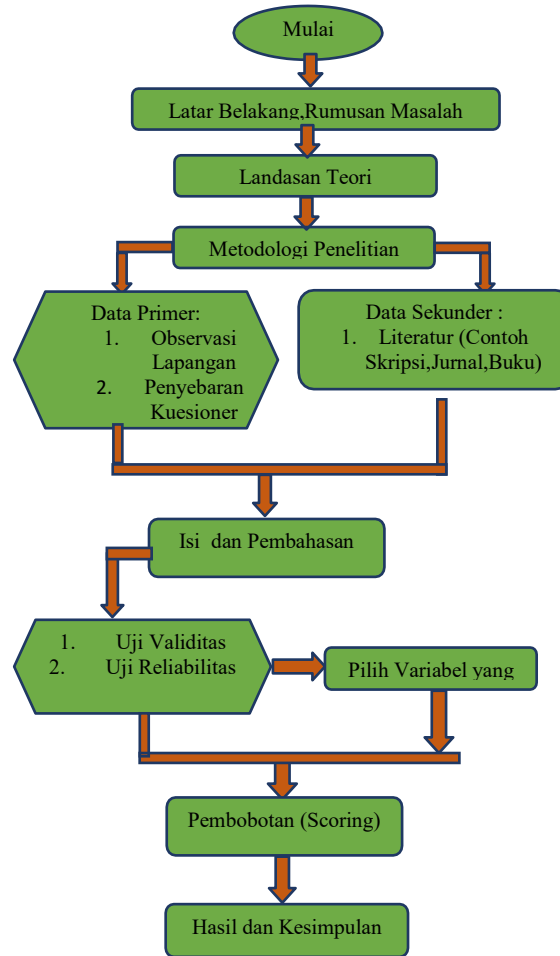 Mulai
Latar Belakang,Rumusan Masalah
Landasan Teori
Metodologi Penelitian
Data Primer:
1. Observasi
Lapangan
2. Penyebaran
Kuesioner
Data Sekunder :
1. Literatur (Contoh
Skripsi,Jurnal,Buku)
Isi dan Pembahasan
1. Uji Validitas
2. Uji Reliabilitas
Pilih Variabel yang
Pembobotan (Scoring)
Hasil dan Kesimpulan